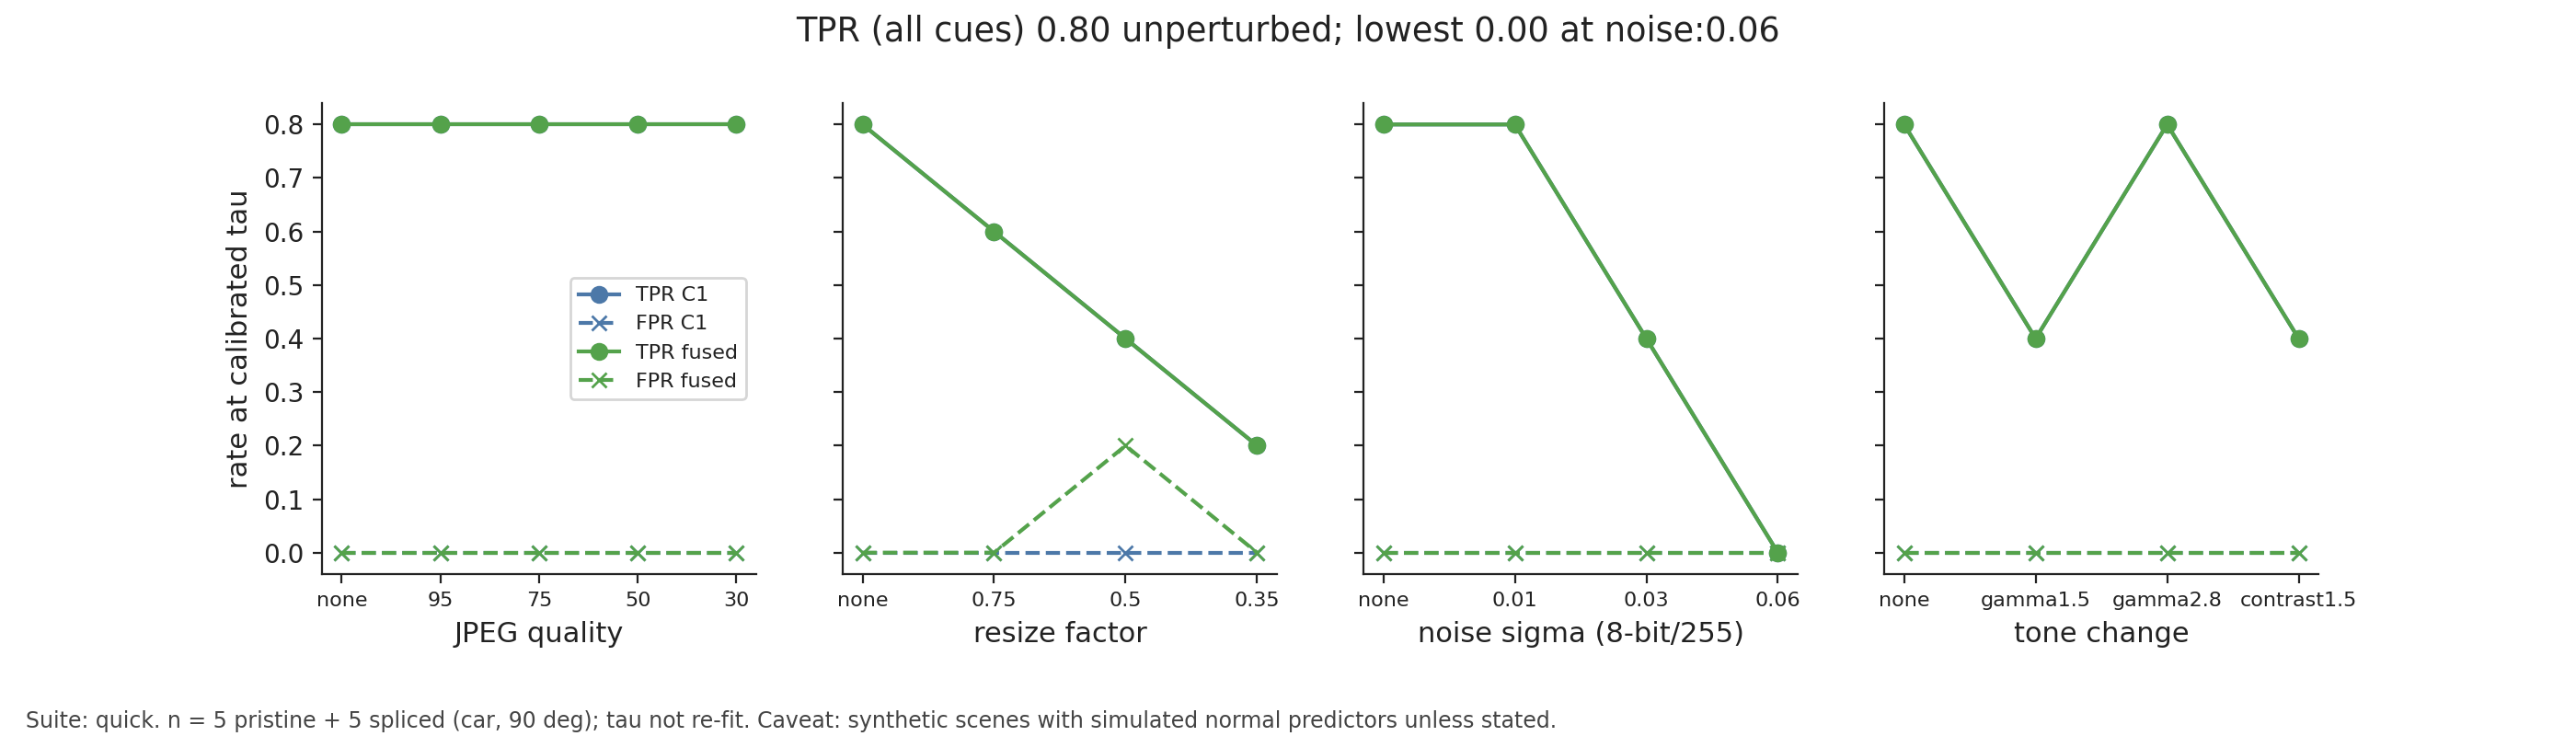 TPR (all cues) 0.80 unperturbed; lowest 0.00 at noise:0.06
rate at calibrated tau
0.8
0.7
0.6
0.5
0.4
0.3
0.2
0.1
0.0
TPR C1
FPR C1
TPR fused
FPR fused
none 95 75 50 30
JPEG quality
none 0.75 0.5 0.35
resize factor
none 0.01 0.03 0.06
noise sigma (8-bit/255)
none gamma1.5 gamma2.8 contrast1.5
tone change
Suite: quick. n = 5 pristine + 5 spliced (car, 90 deg); tau not re-fit. Caveat: synthetic scenes with simulated normal predictors unless stated.